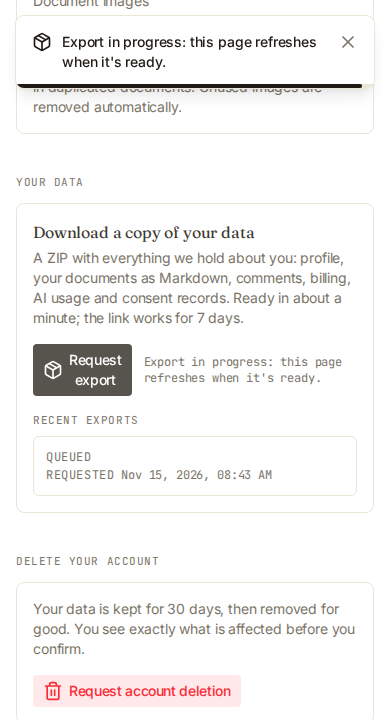 Document images
Export in progress: this page refreshes
when it's ready.
in duplicated documents. Unused images are
removed automatically.
YOUR DATA
Download a copy of your data
A ZIP with everything we hold about you: profile,
your documents as Markdown, comments, billing,
AI usage and consent records. Ready in about a
minute; the link works for 7 days.
Request
export
Export in progress: this page
refreshes when it's ready.
RECENT EXPORTS
QUEUED
REQUESTED Nov 15, 2026, 08:43 AM
DELETE YOUR ACCOUNT
Your data is kept for 30 days, then removed for
good. You see exactly what is affected before you
confirm.
Request account deletion